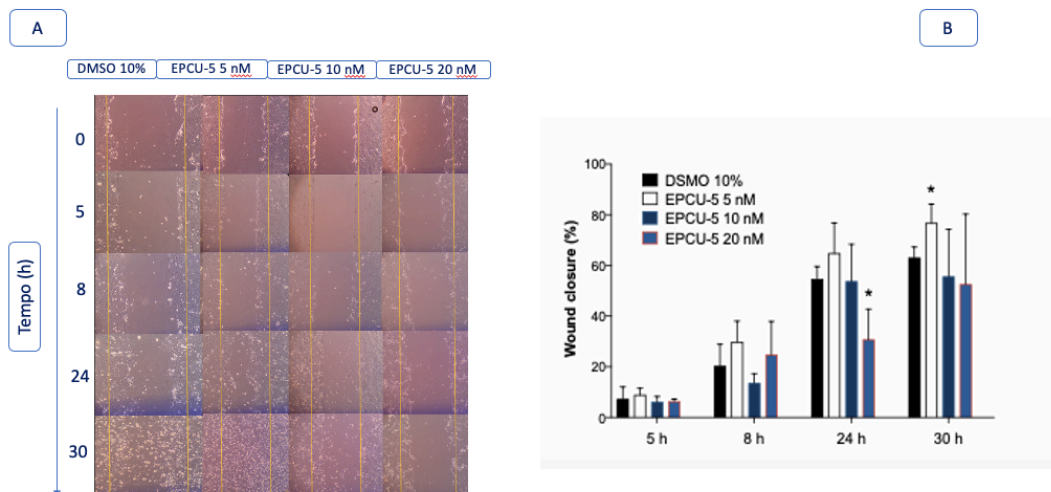 A
B
DMSO 10%
EPCU-5 5 nM
EPCU-5 10 nM
EPCU-5 20 nM
Tempo (h)
0
5
8
24
30
Wound closure (%)
100
80
60
40
20
0
DSMO 10%
EPCU-5 5 nM
EPCU-5 10 nM
EPCU-5 20 nM
*
*
5 h
8 h
24 h
30 h